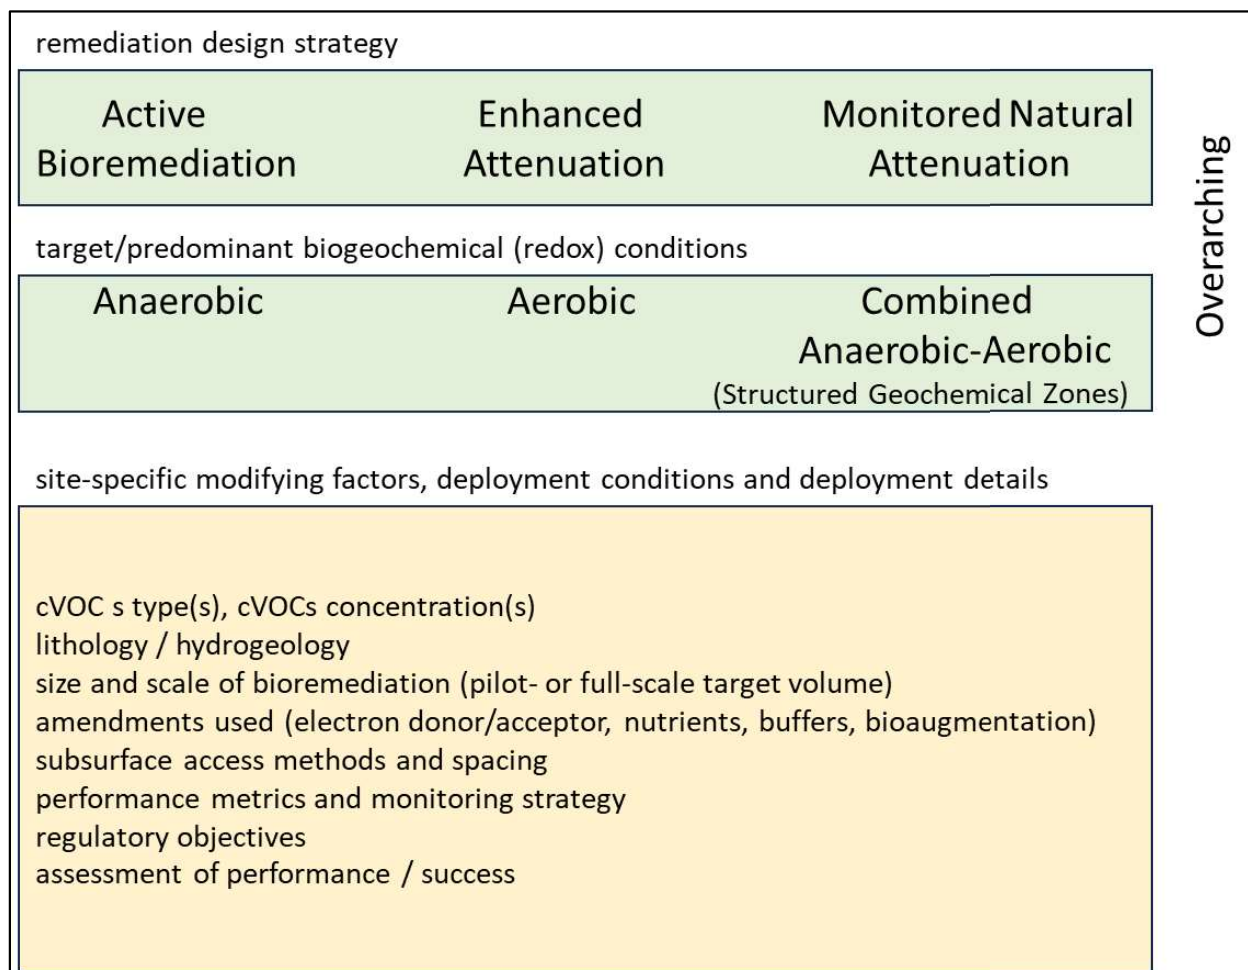 remediation design strategy
Active
Bioremediation
Enhanced
Attenuation
Monitored Natural
Attenuation
target/predominant biogeochemical (redox) conditions
Anaerobic
Aerobic
Combined
Anaerobic-Aerobic
(Structured Geochemical Zones)
Overarching
site-specific modifying factors, deployment conditions and deployment details
cVOC s type(s), cVOCs concentration(s)
lithology / hydrogeology
size and scale of bioremediation (pilot- or full-scale target volume)
amendments used (electron donor/acceptor, nutrients, buffers, bioaugmentation)
subsurface access methods and spacing
performance metrics and monitoring strategy
regulatory objectives
assessment of performance / success